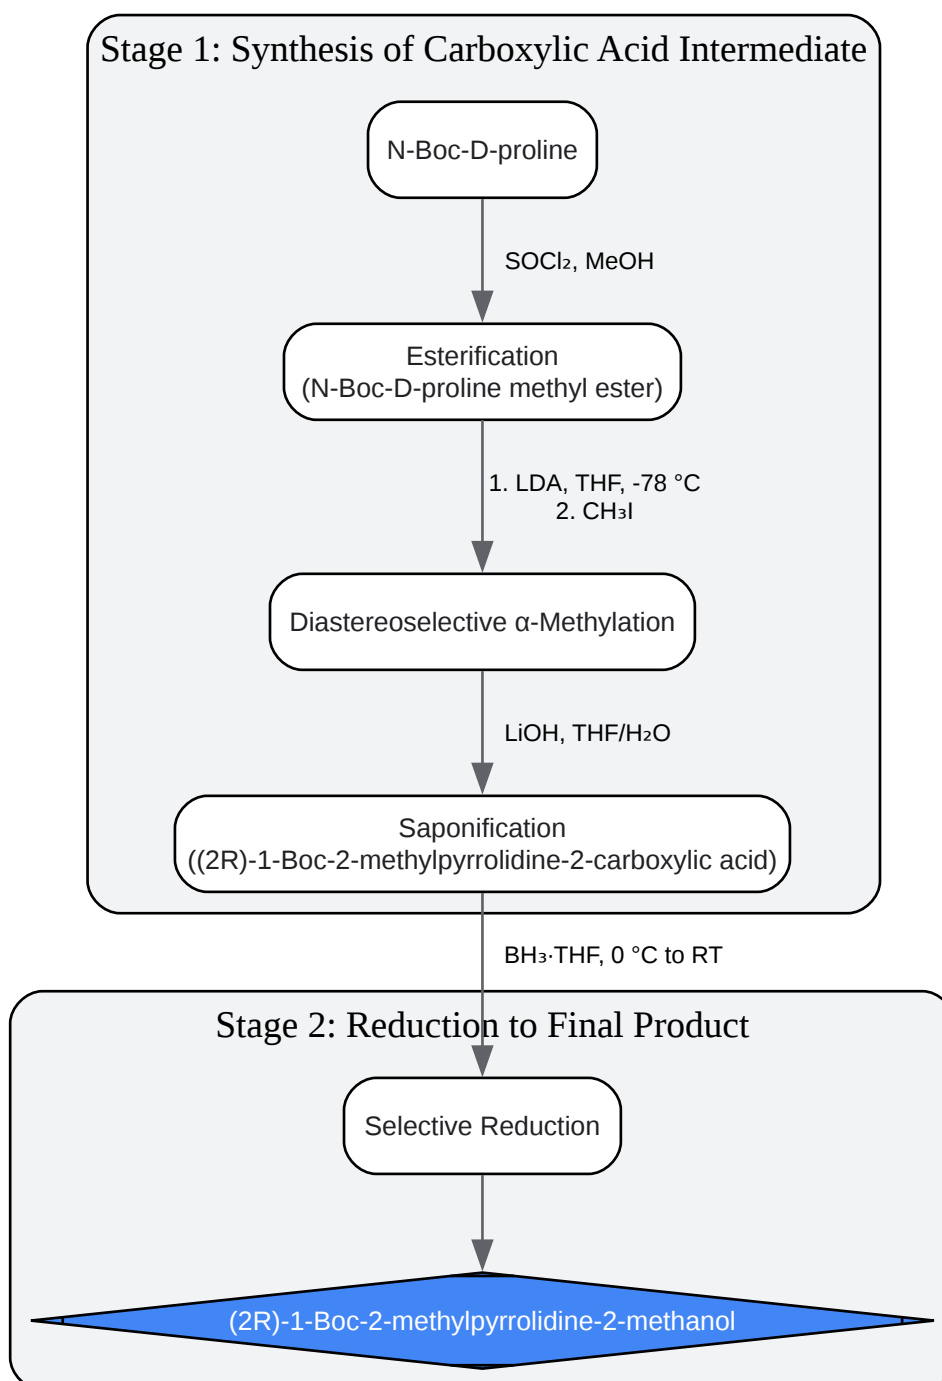 Stage 1: Synthesis of Carboxylic Acid Intermediate
N-Boc-D-proline
SOCl₂, MeOH
Esterification
(N-Boc-D-proline methyl ester)
1. LDA, THF, -78 °C
2. CH₃I
Diastereoselective α-Methylation
LiOH, THF/H₂O
Saponification
((2R)-1-Boc-2-methylpyrrolidine-2-carboxylic acid)
BH₃·THF, 0 °C to RT
Stage 2: Reduction to Final Product
Selective Reduction
(2R)-1-Boc-2-methylpyrrolidine-2-methanol